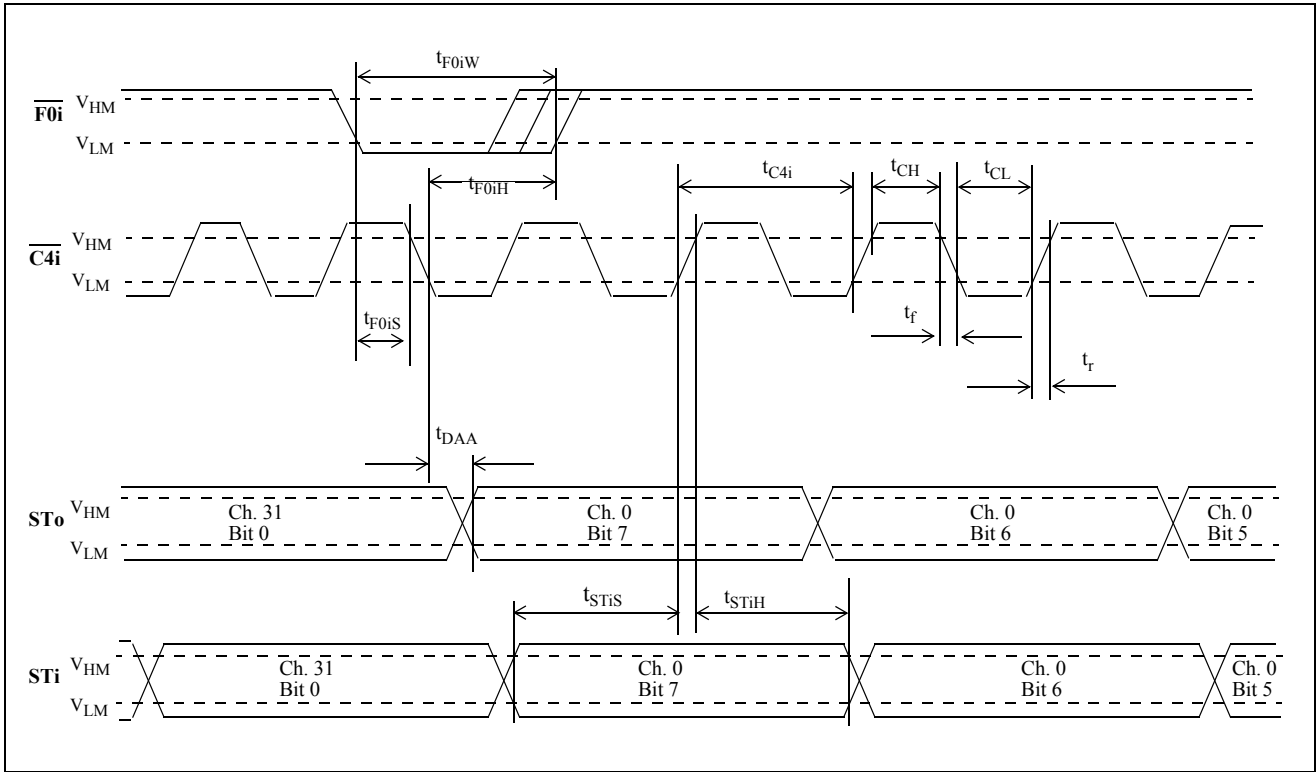 tF0iW
F0i
VHM
VLM
tF0iH
tC4i
tCH
tCL
C4i
VHM
VLM
tF0iS
tf
tr
tDAA
STo
VHM
VLM
Ch. 31
Bit 0
Ch. 0
Bit 7
Ch. 0
Bit 6
Ch. 0
Bit 5
tSTiS
tSTiH
STi
VHM
VLM
Ch. 31
Bit 0
Ch. 0
Bit 7
Ch. 0
Bit 6
Ch. 0
Bit 5